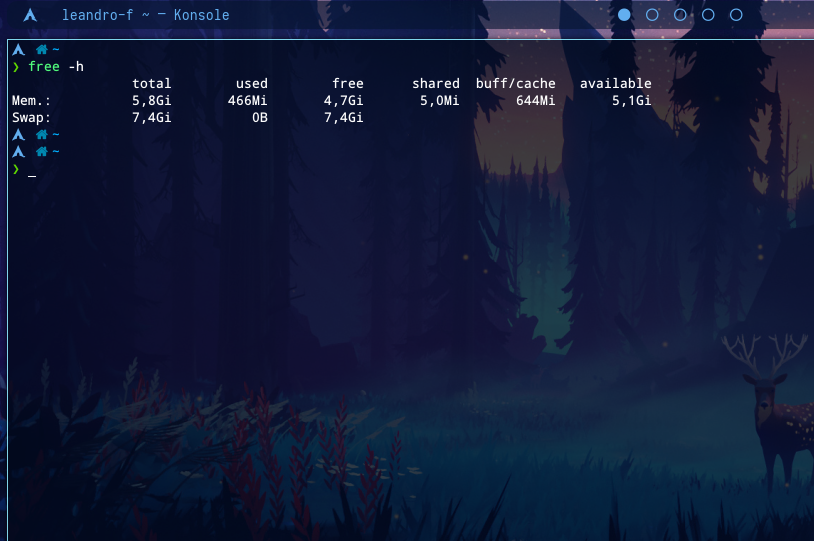 leandro-f ~ — Konsole
~
❯ free -h
total used free shared buff/cache available
Mem.: 5,8Gi 466Mi 4,7Gi 5,0Mi 644Mi 5,1Gi
Swap: 7,4Gi 0B 7,4Gi
~
~
❯ _